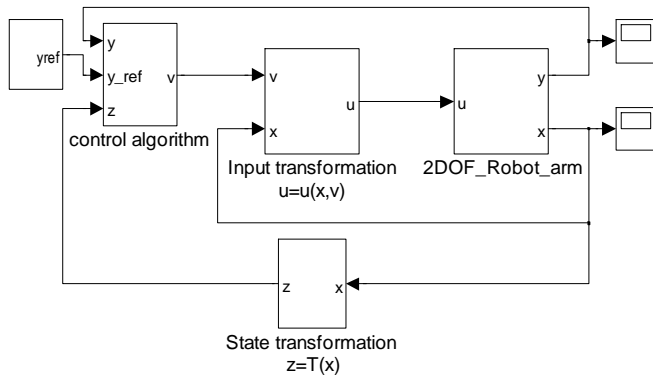 yref
y
y_ref
z
v
control algorithm
v
x
u
Input transformation
u=u(x,v)
u
y
x
2DOF_Robot_arm
z
x
State transformation
z=T(x)